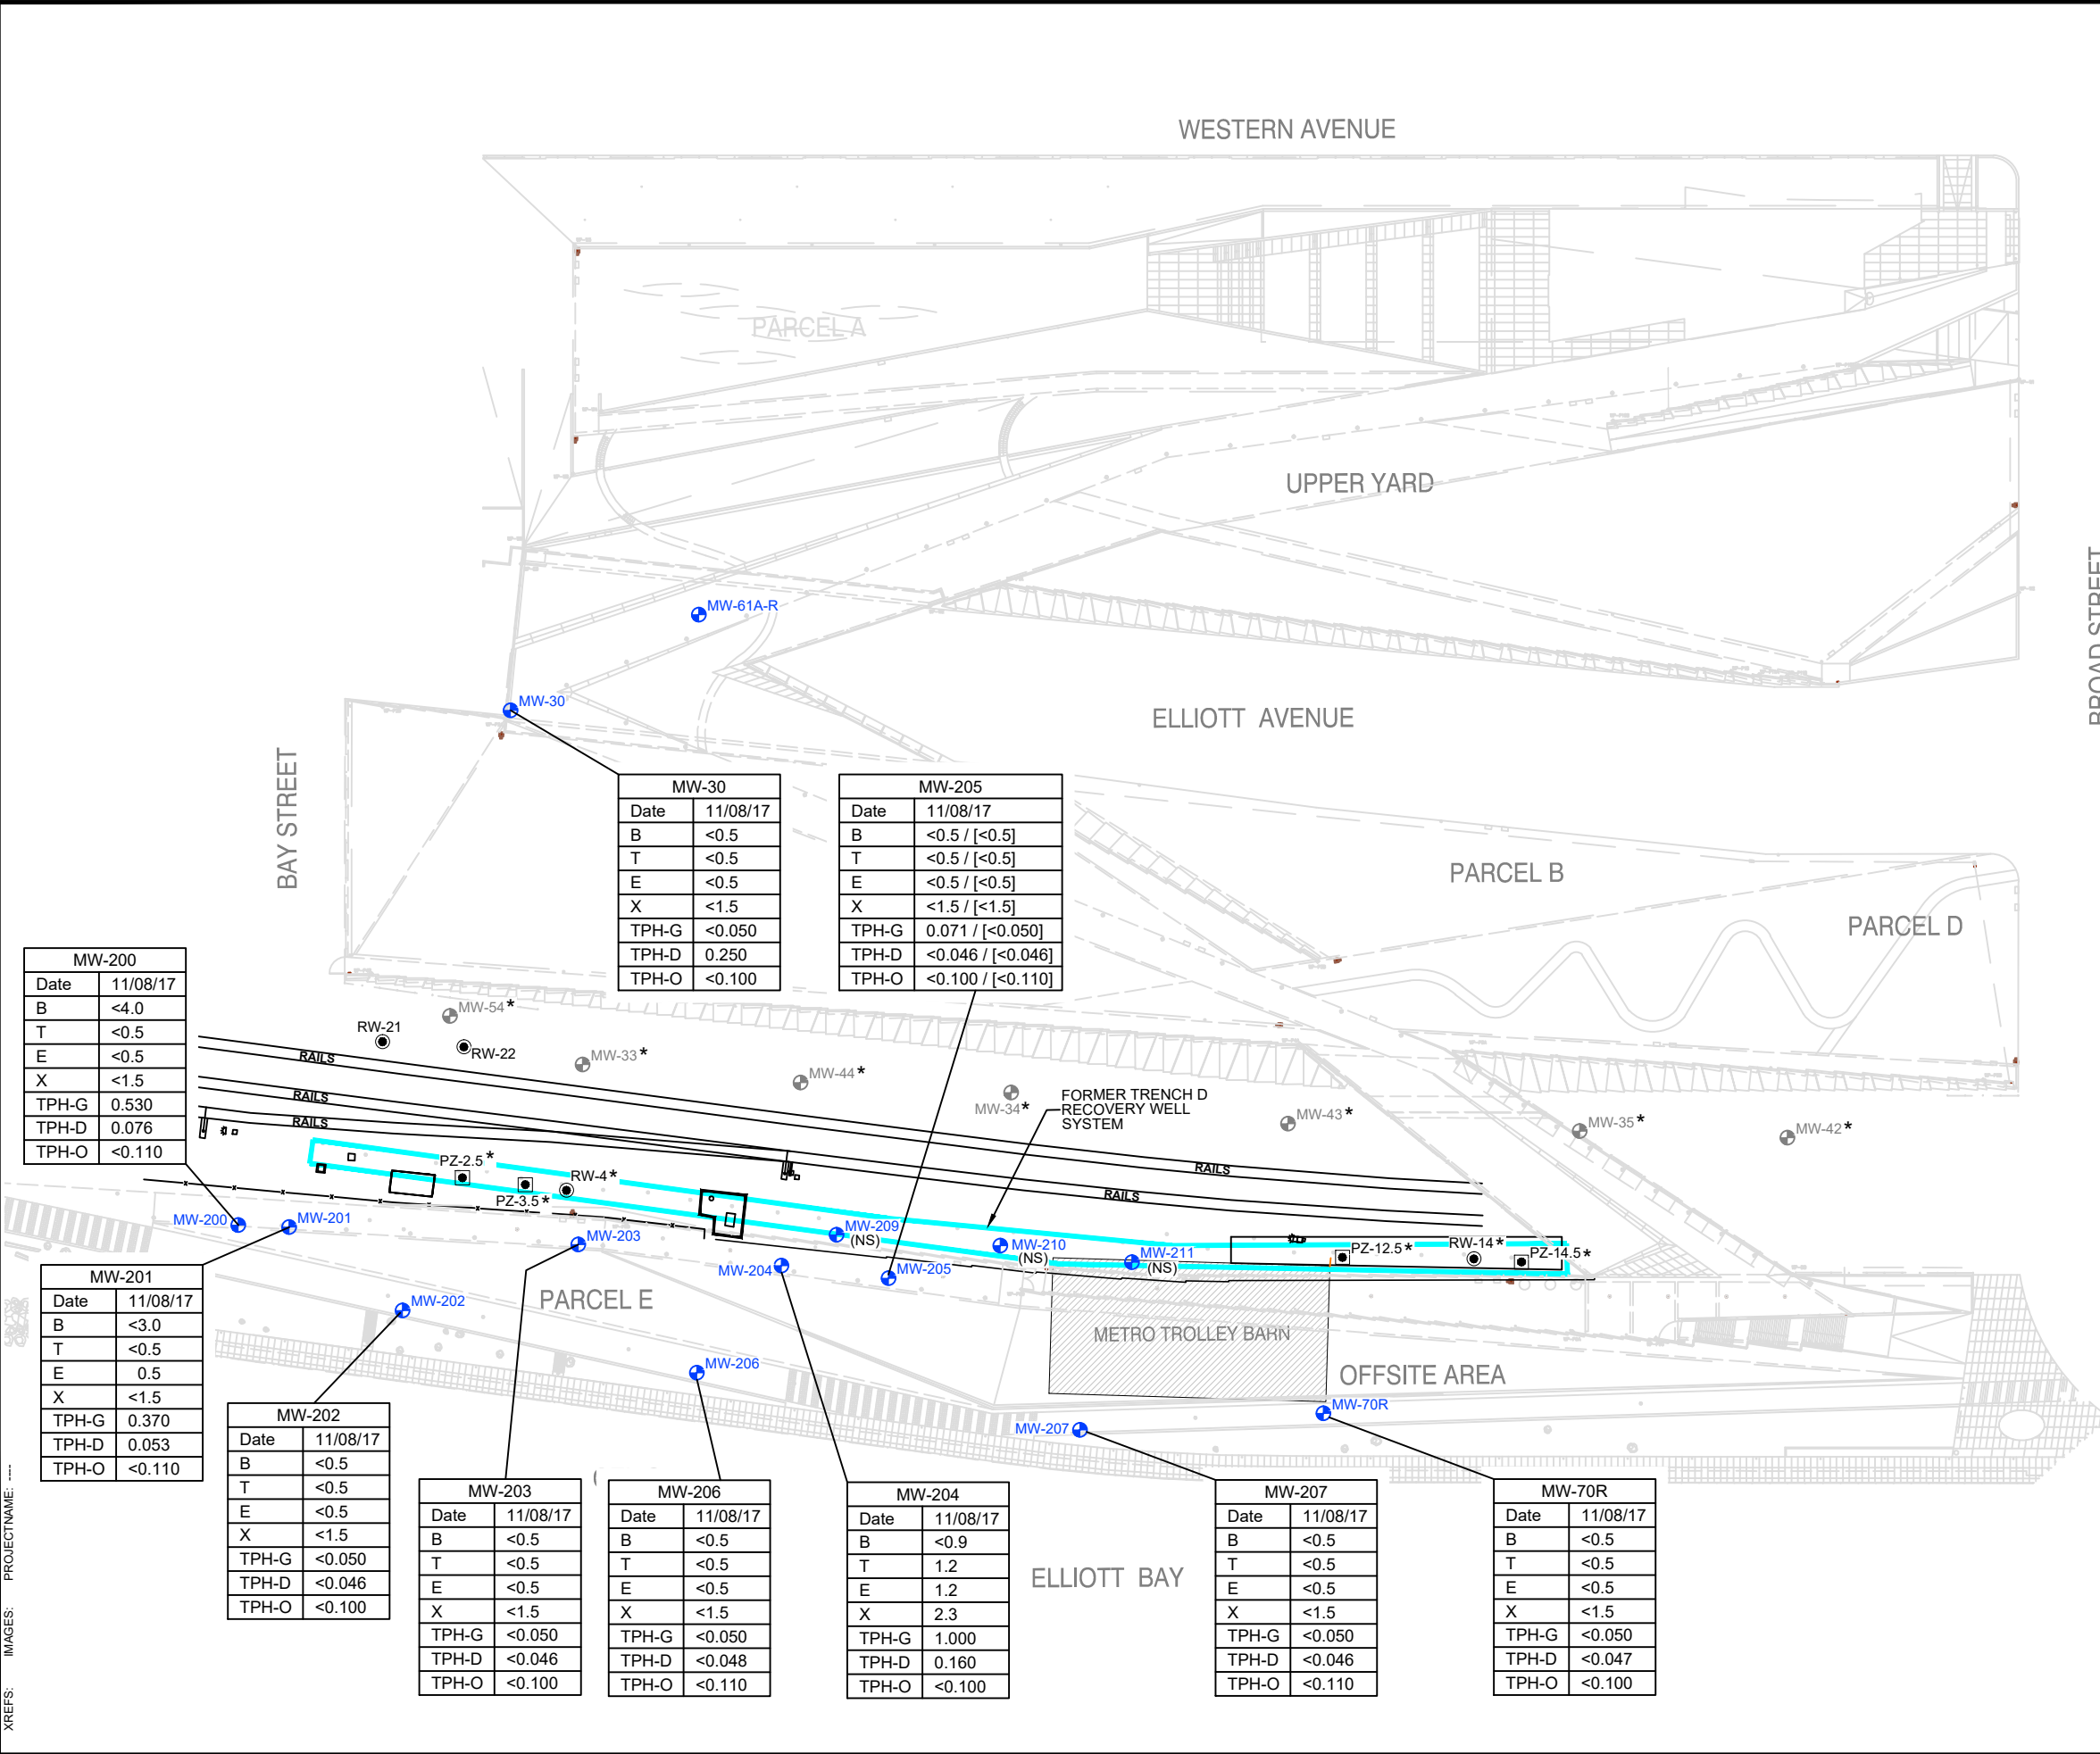 WESTERN AVENUE
PARCEL A
UPPER YARD
BROAD STREET
MW-61A-R
MW-30
ELLIOTT AVENUE
BAY STREET
MW-30
Date 11/08/17
B <0.5
T <0.5
E <0.5
X <1.5
TPH-G <0.050
TPH-D 0.250
TPH-O <0.100
MW-205
Date 11/08/17
B <0.5 / [<0.5]
T <0.5 / [<0.5]
E <0.5 / [<0.5]
X <1.5 / [<1.5]
TPH-G 0.071 / [<0.050]
TPH-D <0.046 / [<0.046]
TPH-O <0.100 / [<0.110]
PARCEL B
PARCEL D
MW-200
Date 11/08/17
B <4.0
T <0.5
E <0.5
X <1.5
TPH-G 0.530
TPH-D 0.076
TPH-O <0.110
MW-54*
RW-21
RW-22
MW-33*
MW-44*
MW-34*
FORMER TRENCH D
RECOVERY WELL
SYSTEM
MW-43*
MW-35*
MW-42*
RAILS
RAILS
RAILS
RAILS
RAILS
PZ-2.5*
PZ-3.5*
RW-4*
MW-200
MW-201
MW-203
MW-209
(NS)
MW-210
(NS)
MW-211
(NS)
PZ-12.5*
RW-14*
PZ-14.5*
MW-204
MW-205
MW-202
PARCEL E
METRO TROLLEY BARN
OFFSITE AREA
MW-206
MW-207
MW-70R
MW-201
Date 11/08/17
B <3.0
T <0.5
E 0.5
X <1.5
TPH-G 0.370
TPH-D 0.053
TPH-O <0.110
MW-202
Date 11/08/17
B <0.5
T <0.5
E <0.5
X <1.5
TPH-G <0.050
TPH-D <0.046
TPH-O <0.100
MW-203
Date 11/08/17
B <0.5
T <0.5
E <0.5
X <1.5
TPH-G <0.050
TPH-D <0.046
TPH-O <0.100
MW-206
Date 11/08/17
B <0.5
T <0.5
E <0.5
X <1.5
TPH-G <0.050
TPH-D <0.048
TPH-O <0.110
MW-204
Date 11/08/17
B <0.9
T 1.2
E 1.2
X 2.3
TPH-G 1.000
TPH-D 0.160
TPH-O <0.100
ELLIOTT BAY
MW-207
Date 11/08/17
B <0.5
T <0.5
E <0.5
X <1.5
TPH-G <0.050
TPH-D <0.046
TPH-O <0.110
MW-70R
Date 11/08/17
B <0.5
T <0.5
E <0.5
X <1.5
TPH-G <0.050
TPH-D <0.047
TPH-O <0.100
XREFS: IMAGES: PROJECTNAME: ----